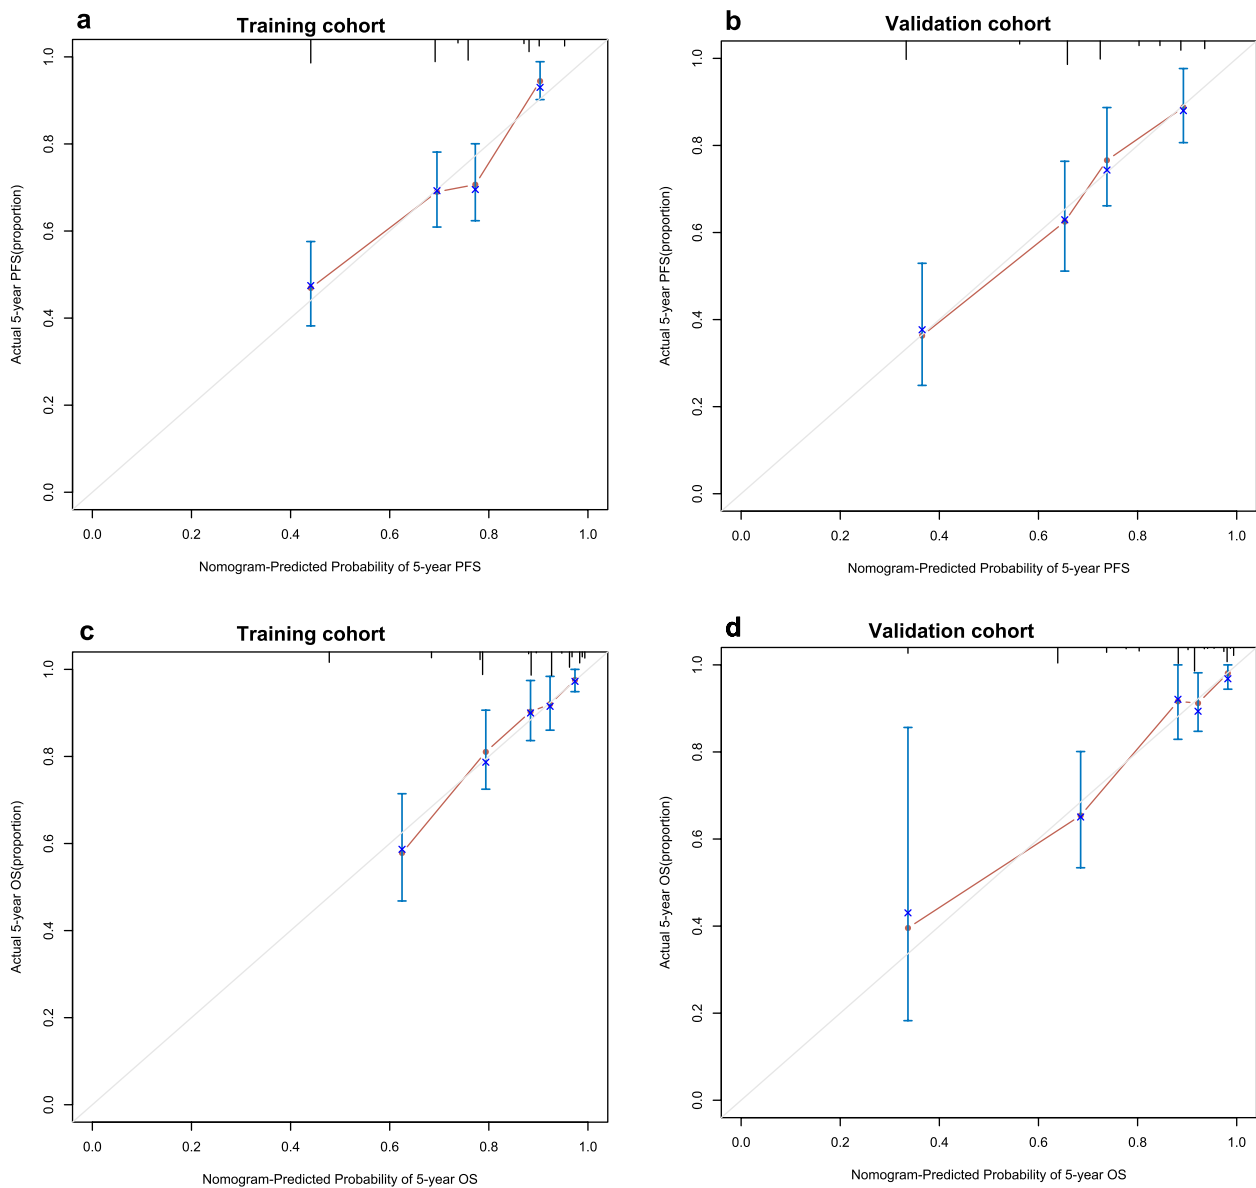 a
Training cohort
1.0
0.8
0.6
0.4
0.2
0.0
Actual 5-year PFS(proportion)
0.0 0.2 0.4 0.6 0.8 1.0
Nomogram-Predicted Probability of 5-year PFS
b
Validation cohort
1.0
0.8
0.6
0.4
0.2
0.0
Actual 5-year PFS(proportion)
0.0 0.2 0.4 0.6 0.8 1.0
Nomogram-Predicted Probability of 5-year PFS
c
Training cohort
1.0
0.8
0.6
0.4
0.2
0.0
Actual 5-year OS(proportion)
0.0 0.2 0.4 0.6 0.8 1.0
Nomogram-Predicted Probability of 5-year OS
d
Validation cohort
1.0
0.8
0.6
0.4
0.2
0.0
Actual 5-year OS(proportion)
0.0 0.2 0.4 0.6 0.8 1.0
Nomogram-Predicted Probability of 5-year OS